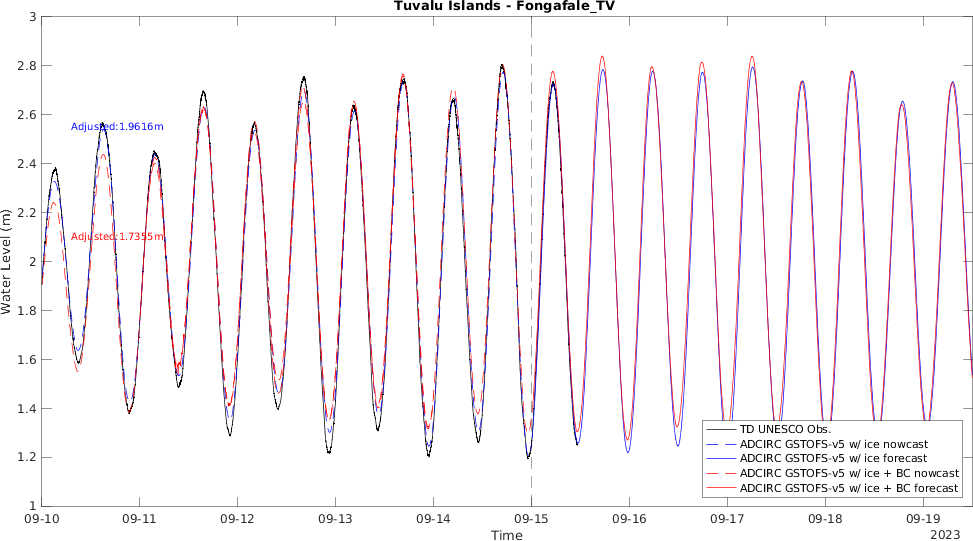 Tuvalu Islands - Fongafale_TV
3
2.8
2.6
2.4
2.2
2
1.8
1.6
1.4
1.2
1
Water Level (m)
Adjusted:1.9616m
Adjusted:1.7355m
TD UNESCO Obs.
ADCIRC GSTOFS-v5 w/ ice nowcast
ADCIRC GSTOFS-v5 w/ ice forecast
ADCIRC GSTOFS-v5 w/ ice + BC nowcast
ADCIRC GSTOFS-v5 w/ ice + BC forecast
09-10 09-11 09-12 09-13 09-14 09-15 09-16 09-17 09-18 09-19
Time
2023